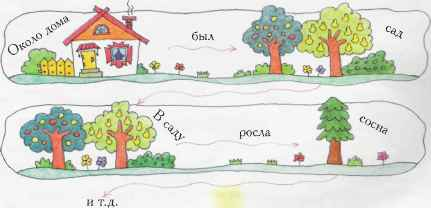 Около дома был сад
В саду росла сосна
и т.д.